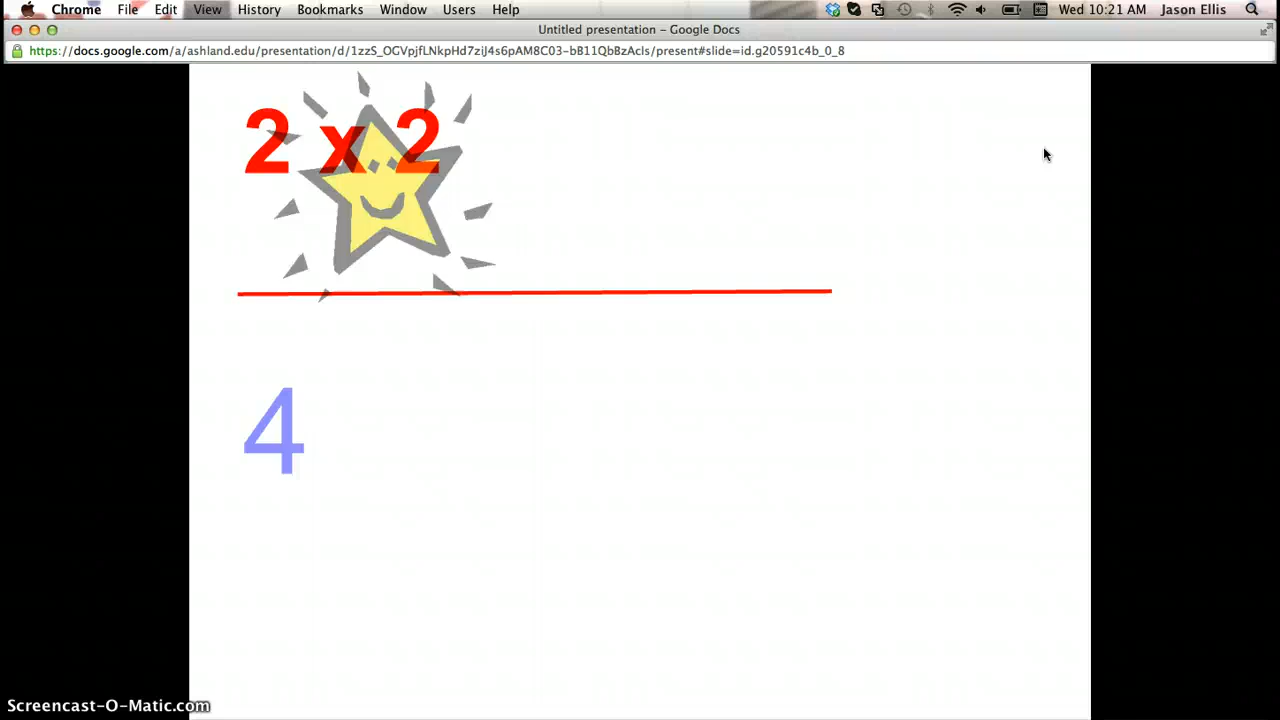 Chrome File Edit View History Bookmarks Window Users Help Wed 10:21 AM Jason Ellis
Untitled presentation – Google Docs
https://docs.google.com/a/ashland.edu/presentation/d/1zzS_OGVpjfLNkpHd7ziJ4s6pAM8C03-bB11QbBzAcIs/present#slide=id.g20591c4b_0_8
2 x 2
4
Screencast-O-Matic.com